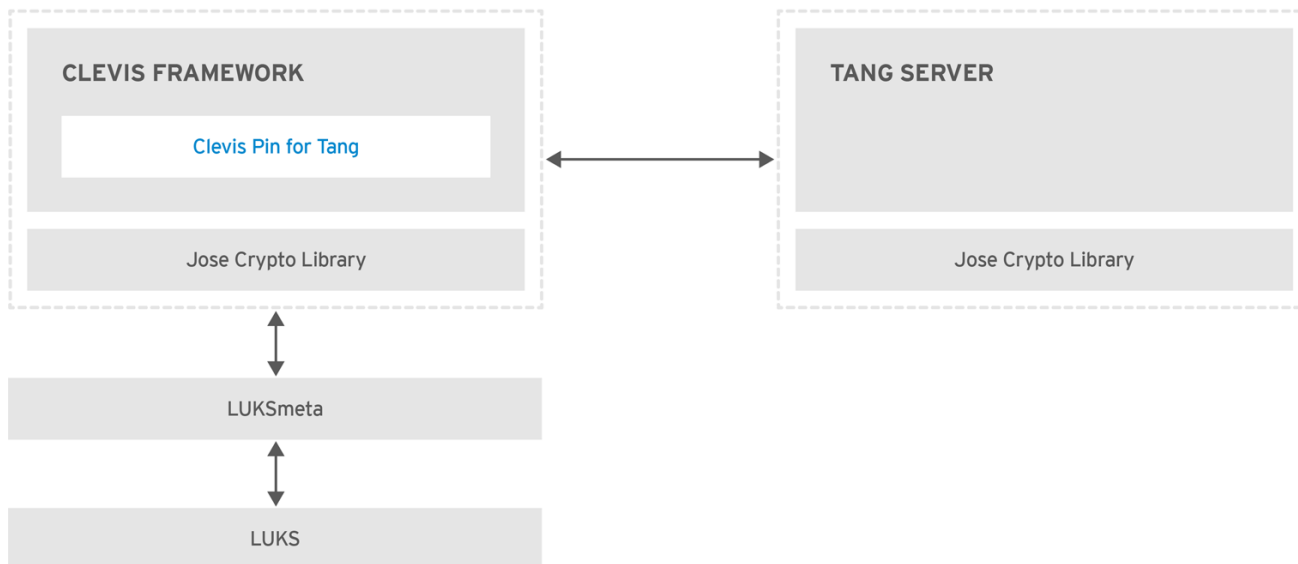 CLEVIS FRAMEWORK
Clevis Pin for Tang
Jose Crypto Library
TANG SERVER
Jose Crypto Library
LUKSmeta
LUKS